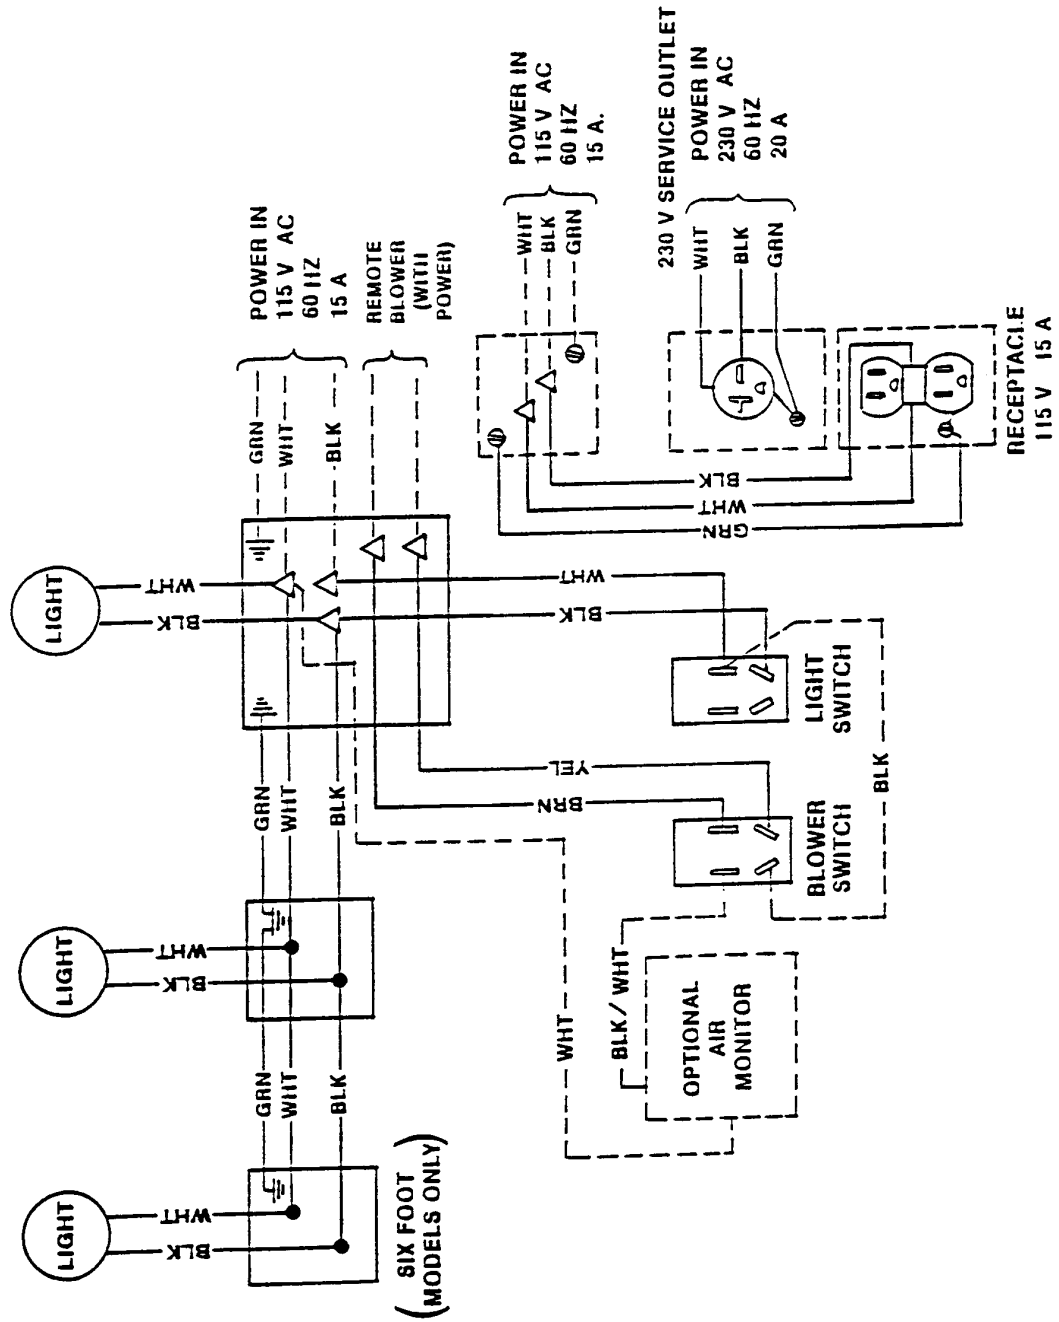 LIGHT
WHT
BLK
LIGHT
WHT
BLK
LIGHT
WHT
BLK
GRN
WHT
BLK
GRN
WHT
BLK
GRN
WHT
BLK
POWER IN
115 V AC
60 HZ
15 A
REMOTE
BLOWER
(WITH
POWER)
(SIX FOOT
MODELS ONLY)
WHT
BLK/WHT
OPTIONAL
AIR
MONITOR
BRN
YEL
BLOWER
SWITCH
BLK
WHT
BLK
LIGHT
SWITCH
GRN
WHT
BLK
WHT
BLK
GRN
POWER IN
115 V AC
60 HZ
15 A.
230 V SERVICE OUTLET
WHT
BLK
GRN
POWER IN
230 V AC
60 HZ
20 A
RECEPTACLE
115 V 15 A